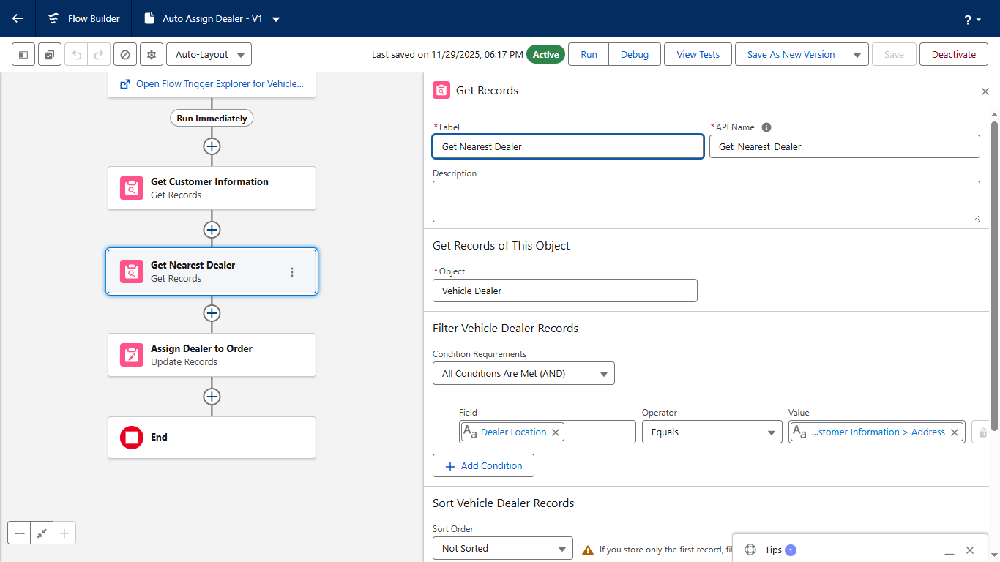 Flow Builder
Auto Assign Dealer - V1
?
Auto-Layout
Last saved on 11/29/2025, 06:17 PM
Active
Run
Debug
View Tests
Save As New Version
Save
Deactivate
Open Flow Trigger Explorer for Vehicle...
Run Immediately
Get Customer Information
Get Records
Get Nearest Dealer
Get Records
Assign Dealer to Order
Update Records
End
Get Records
*Label
Get Nearest Dealer
*API Name
Get_Nearest_Dealer
Description
Get Records of This Object
*Object
Vehicle Dealer
Filter Vehicle Dealer Records
Condition Requirements
All Conditions Are Met (AND)
Field
Aa Dealer Location
Operator
Equals
Value
Aa ...stomer Information > Address
Add Condition
Sort Vehicle Dealer Records
Sort Order
Not Sorted
If you store only the first record, fil
Tips 1